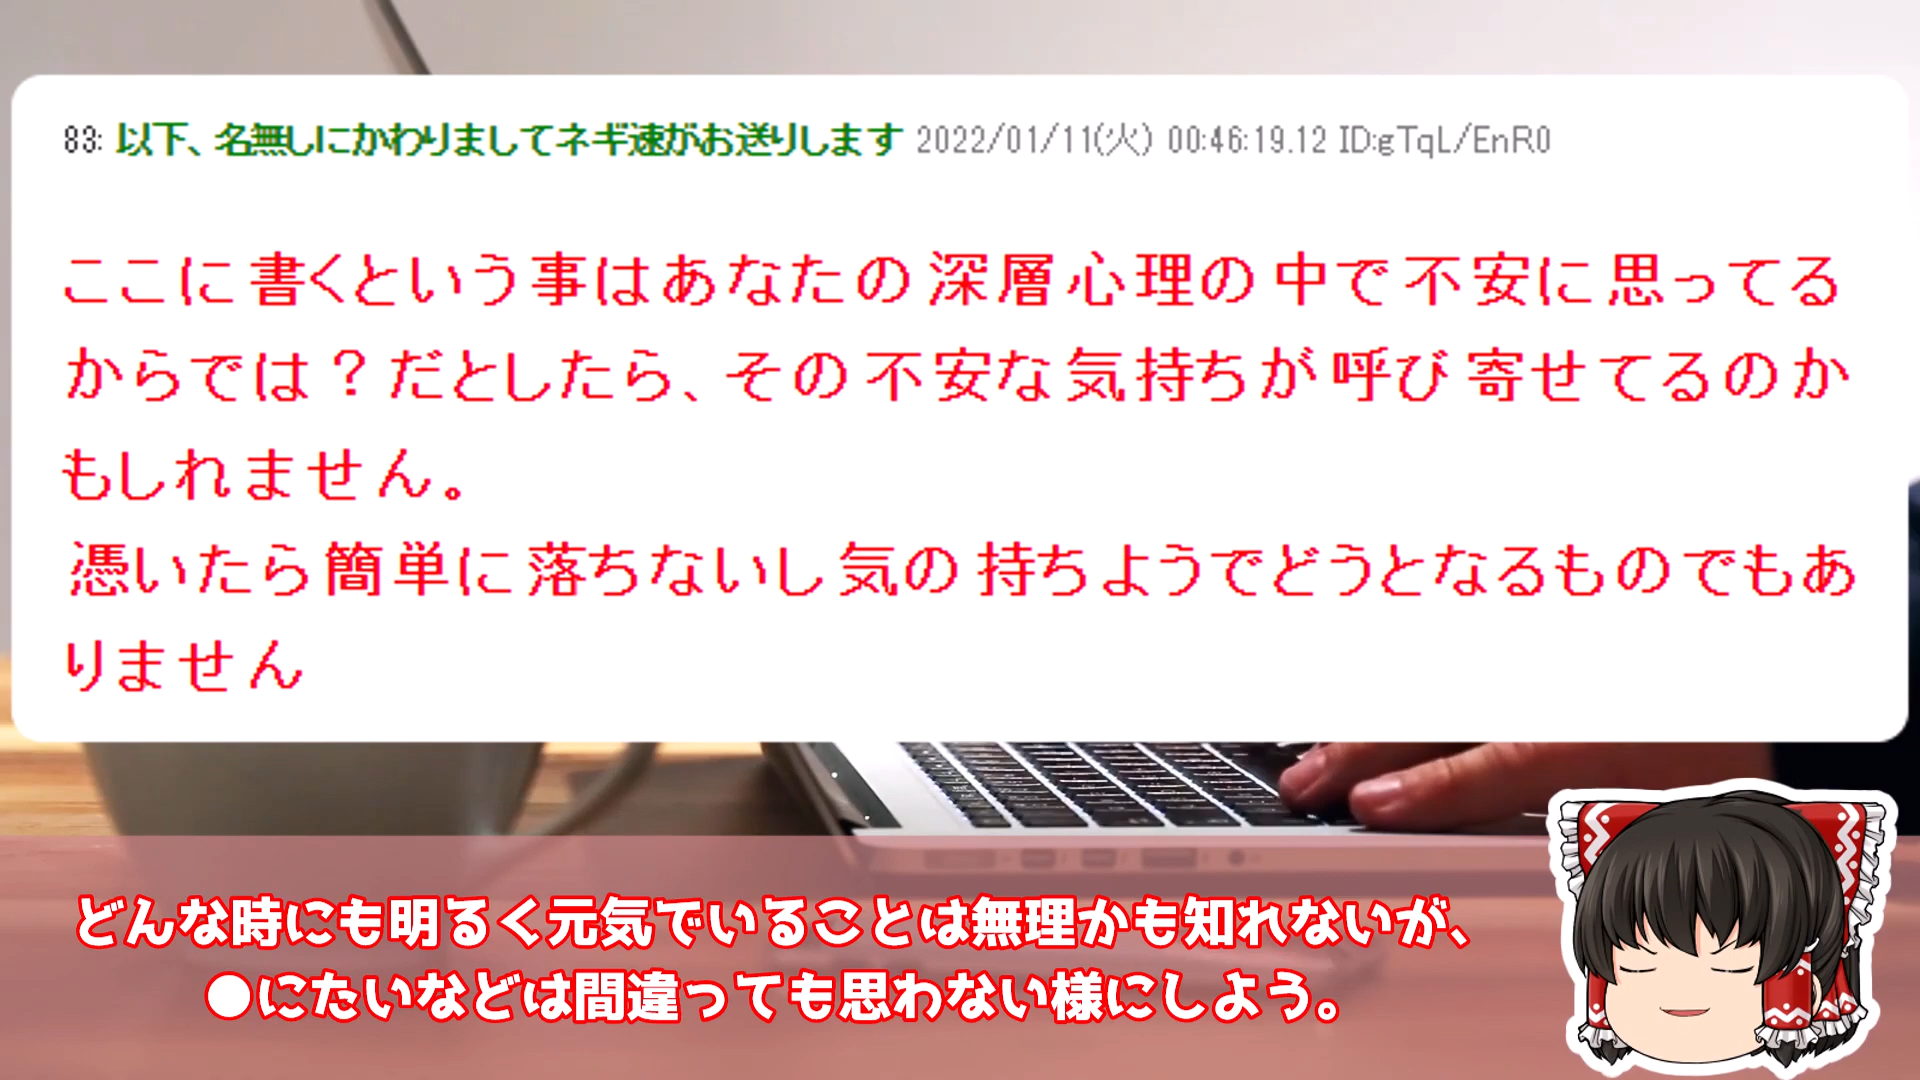 83: 以下、名無しにかわりましてネギ速がお送りします 2022/01/11(火) 00:46:19.12 ID:gTqL/EnR0
ここに書くという事はあなたの深層心理の中で不安に思ってる
からでは？だとしたら、その不安な気持ちが呼び寄せてるのか
もしれません。
憑いたら簡単に落ちないし気の持ちようでどうとなるものでもあ
りません
どんな時にも明るく元気でいることは無理かも知れないが、
●にたいなどは間違っても思わない様にしよう。